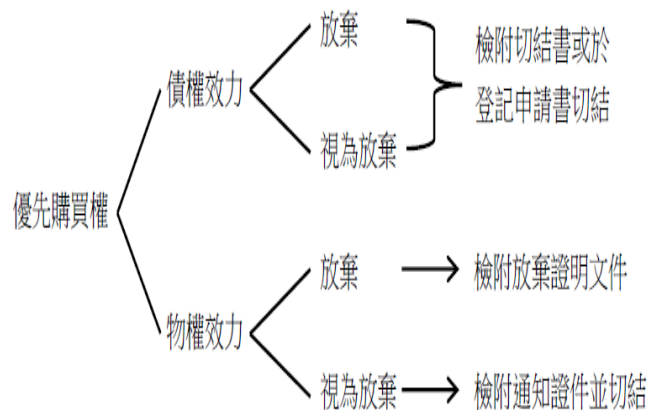 優先購買權
債權效力
放棄
視為放棄
檢附切結書或於
登記申請書切結
物權效力
放棄
檢附放棄證明文件
視為放棄
檢附通知證件並切結